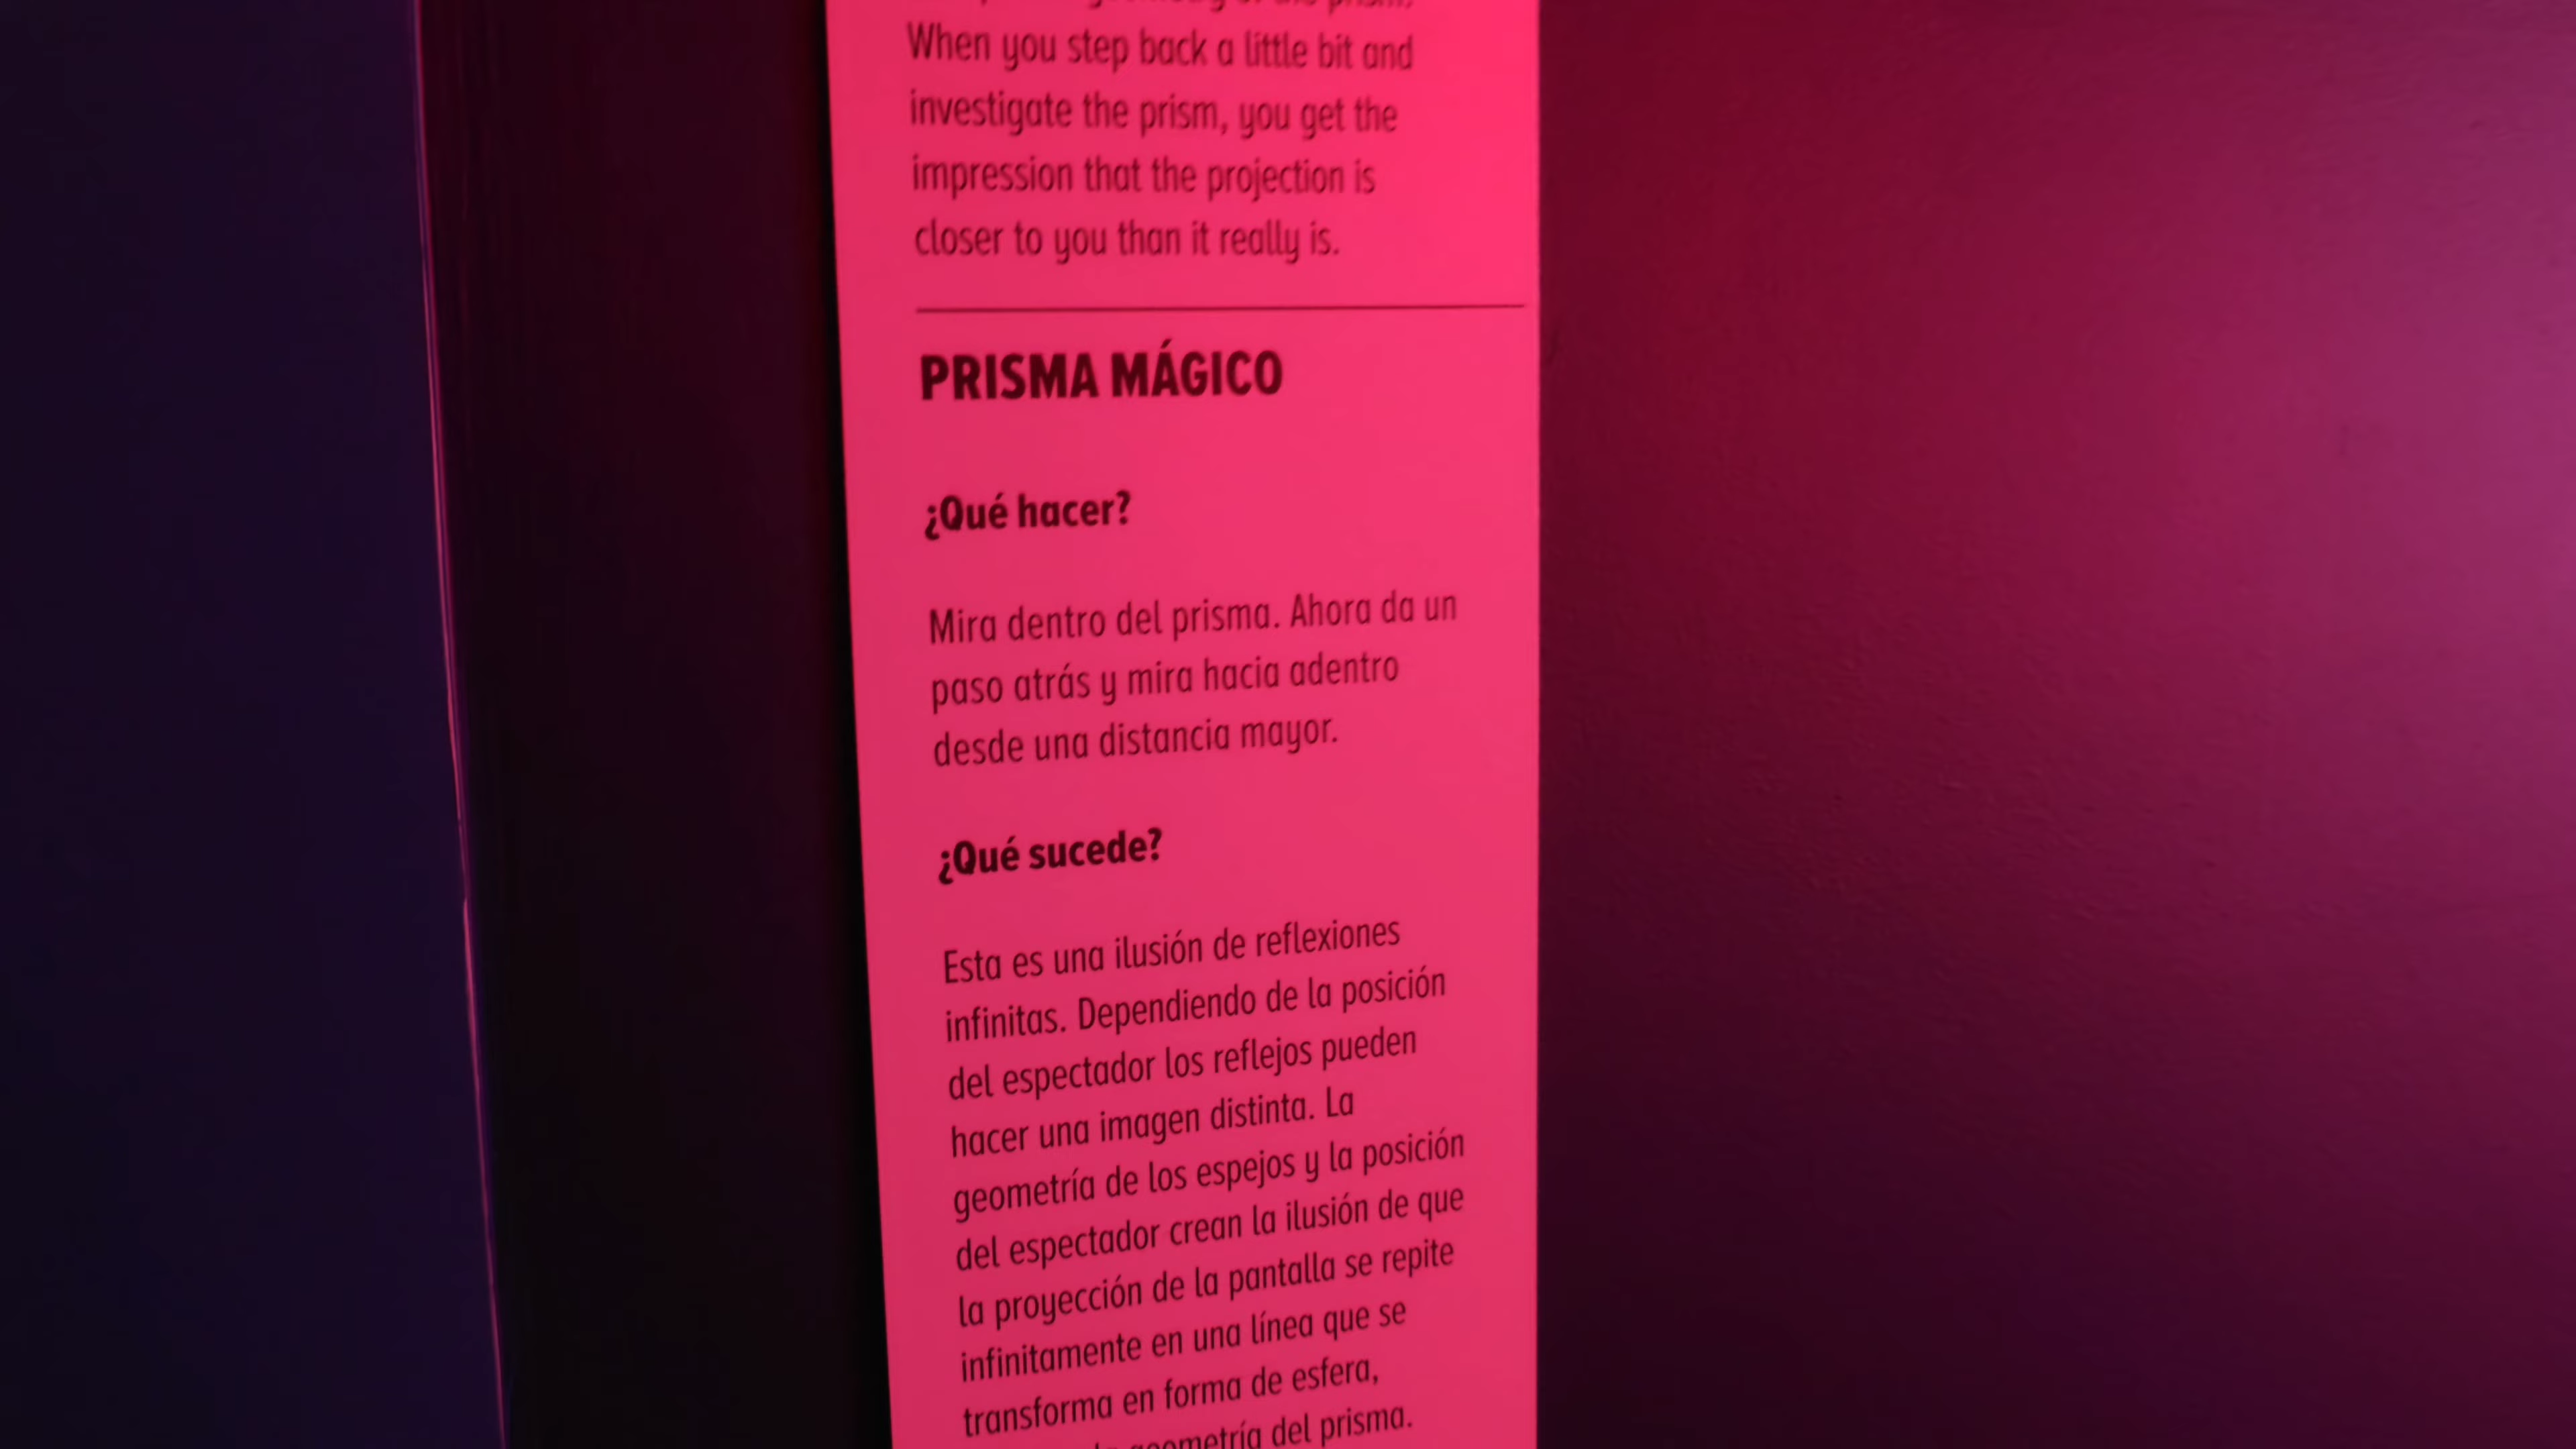 When you step back a little bit and
investigate the prism, you get the
impression that the projection is
closer to you than it really is.
PRISMA MÁGICO
¿Qué hacer?
Mira dentro del prisma. Ahora da un
paso atrás y mira hacia adentro
desde una distancia mayor.
¿Qué sucede?
Esta es una ilusión de reflexiones
infinitas. Dependiendo de la posición
del espectador los reflejos pueden
hacer una imagen distinta. La
geometría de los espejos y la posición
del espectador crean la ilusión de que
la proyección de la pantalla se repite
infinitamente en una línea que se
transforma en forma de esfera,
geometría del prisma.